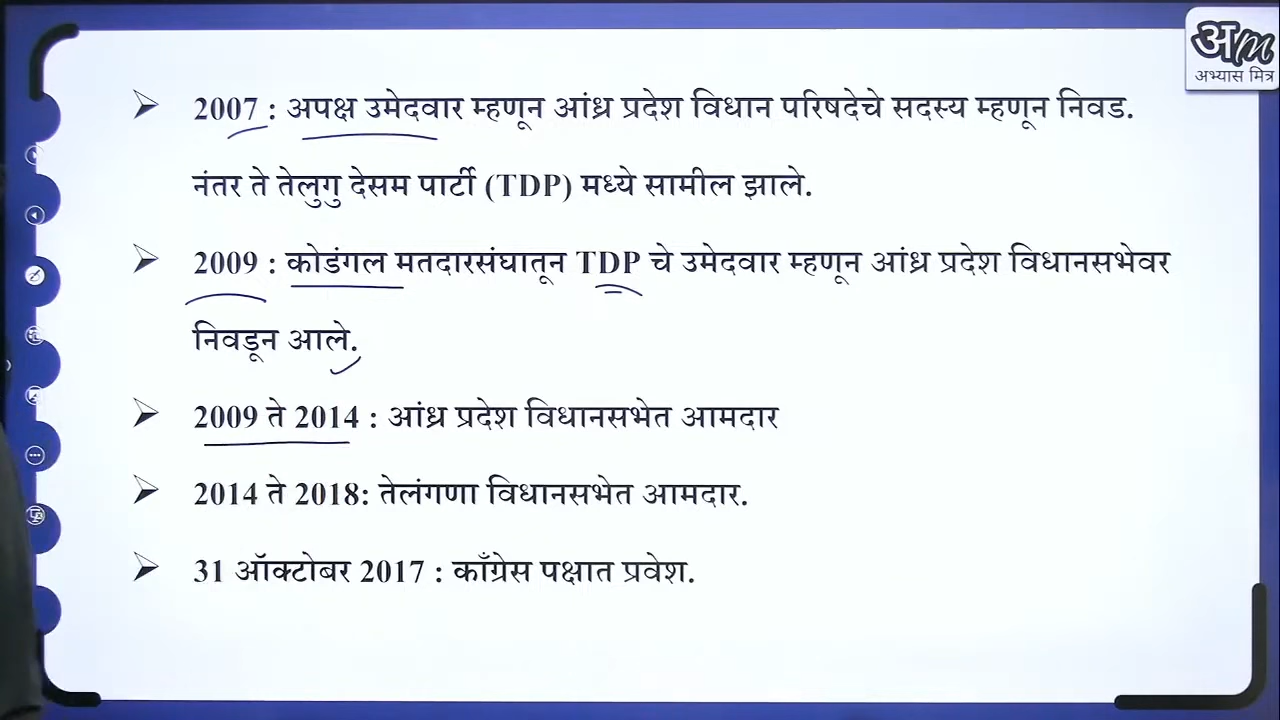 अm
अभ्यास मित्र
➢ 2007 : अपक्ष उमेदवार म्हणून आंध्र प्रदेश विधान परिषदेचे सदस्य म्हणून निवड.
नंतर ते तेलुगु देसम पार्टी (TDP) मध्ये सामील झाले.
➢ 2009 : कोडंगल मतदारसंघातून TDP चे उमेदवार म्हणून आंध्र प्रदेश विधानसभेवर
निवडून आले.
➢ 2009 ते 2014 : आंध्र प्रदेश विधानसभेत आमदार
➢ 2014 ते 2018: तेलंगणा विधानसभेत आमदार.
➢ 31 ऑक्टोबर 2017 : काँग्रेस पक्षात प्रवेश.